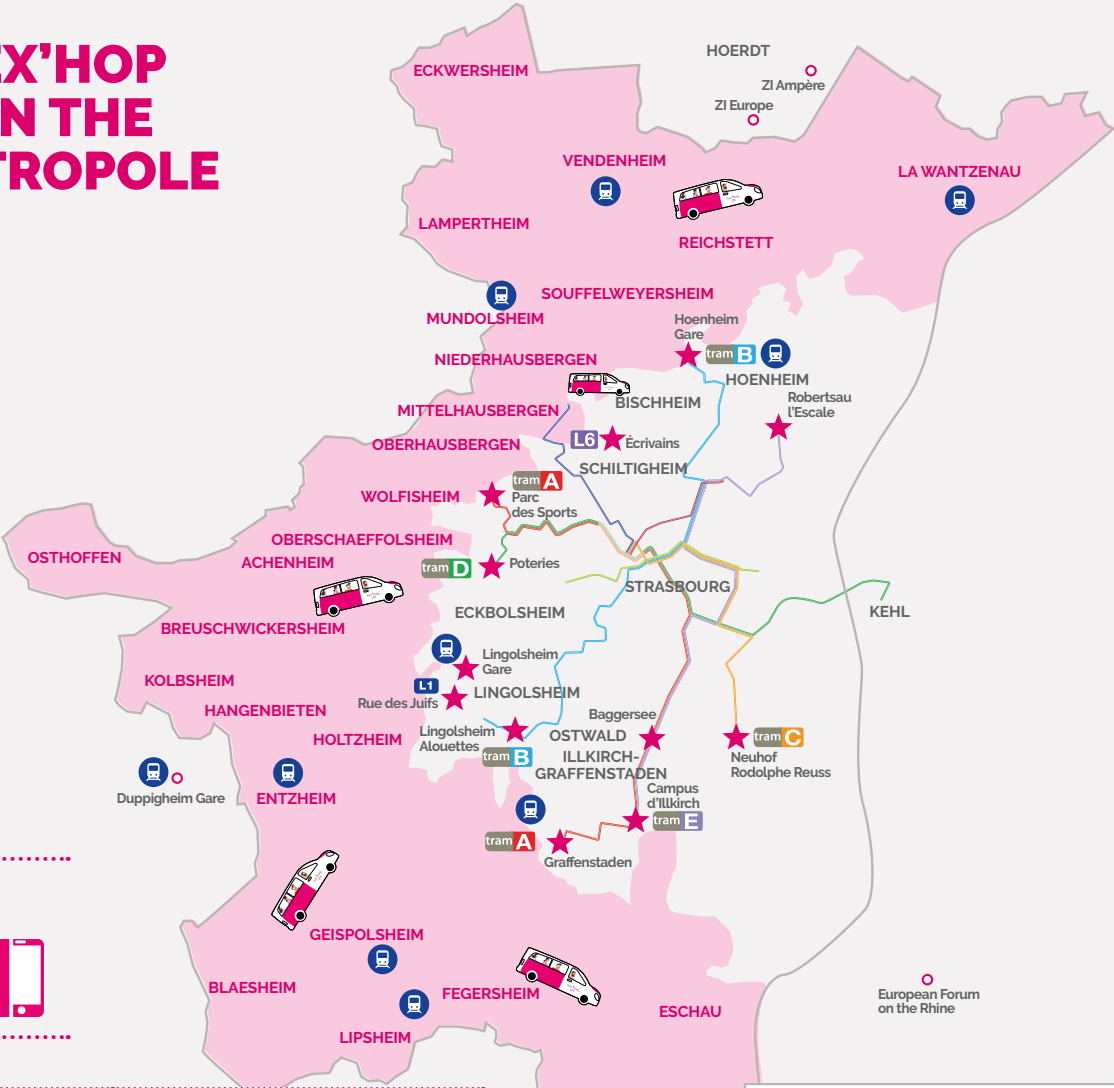 EX'HOP
N THE
TROPOLE
HOERDT
ZI Ampère
ZI Europe
ECKWERSHEIM
VENDENHEIM
LA WANTZENAU
LAMPERTHEIM
REICHSTETT
SOUFFELWEYERSHEIM
MUNDOLSHEIM
Hoenheim
Gare
tram B
NIEDERHAUSBERGEN
HOENHEIM
BISCHHEIM
Robertsau
l'Escale
MITTELHAUSBERGEN
OBERHAUSBERGEN
L6
Écrivains
SCHILTIGHEIM
tram A
Parc
des Sports
WOLFISHEIM
OBERSCHAEFFOLSHEIM
OSTHOFFEN
ACHENHEIM
tram D
Poteries
STRASBOURG
ECKBOLSHEIM
KEHL
BREUSCHWICKERSHEIM
Lingolsheim
Gare
KOLBSHEIM
L1
Rue des Juifs
LINGOLSHEIM
HANGENBIETEN
Baggersee
Lingolsheim
Alouettes
tram B
OSTWALD
HOLTZHEIM
ILLKIRCH-
GRAFFENSTADEN
tram C
Neuhof
Rodolphe Reuss
Duppigheim Gare
ENTZHEIM
Campus
d'Illkirch
tram E
tram A
Graffenstaden
GEISPOLSHEIM
BLAESHEIM
FEGERSHEIM
ESCHAU
European Forum
on the Rhine
LIPSHEIM